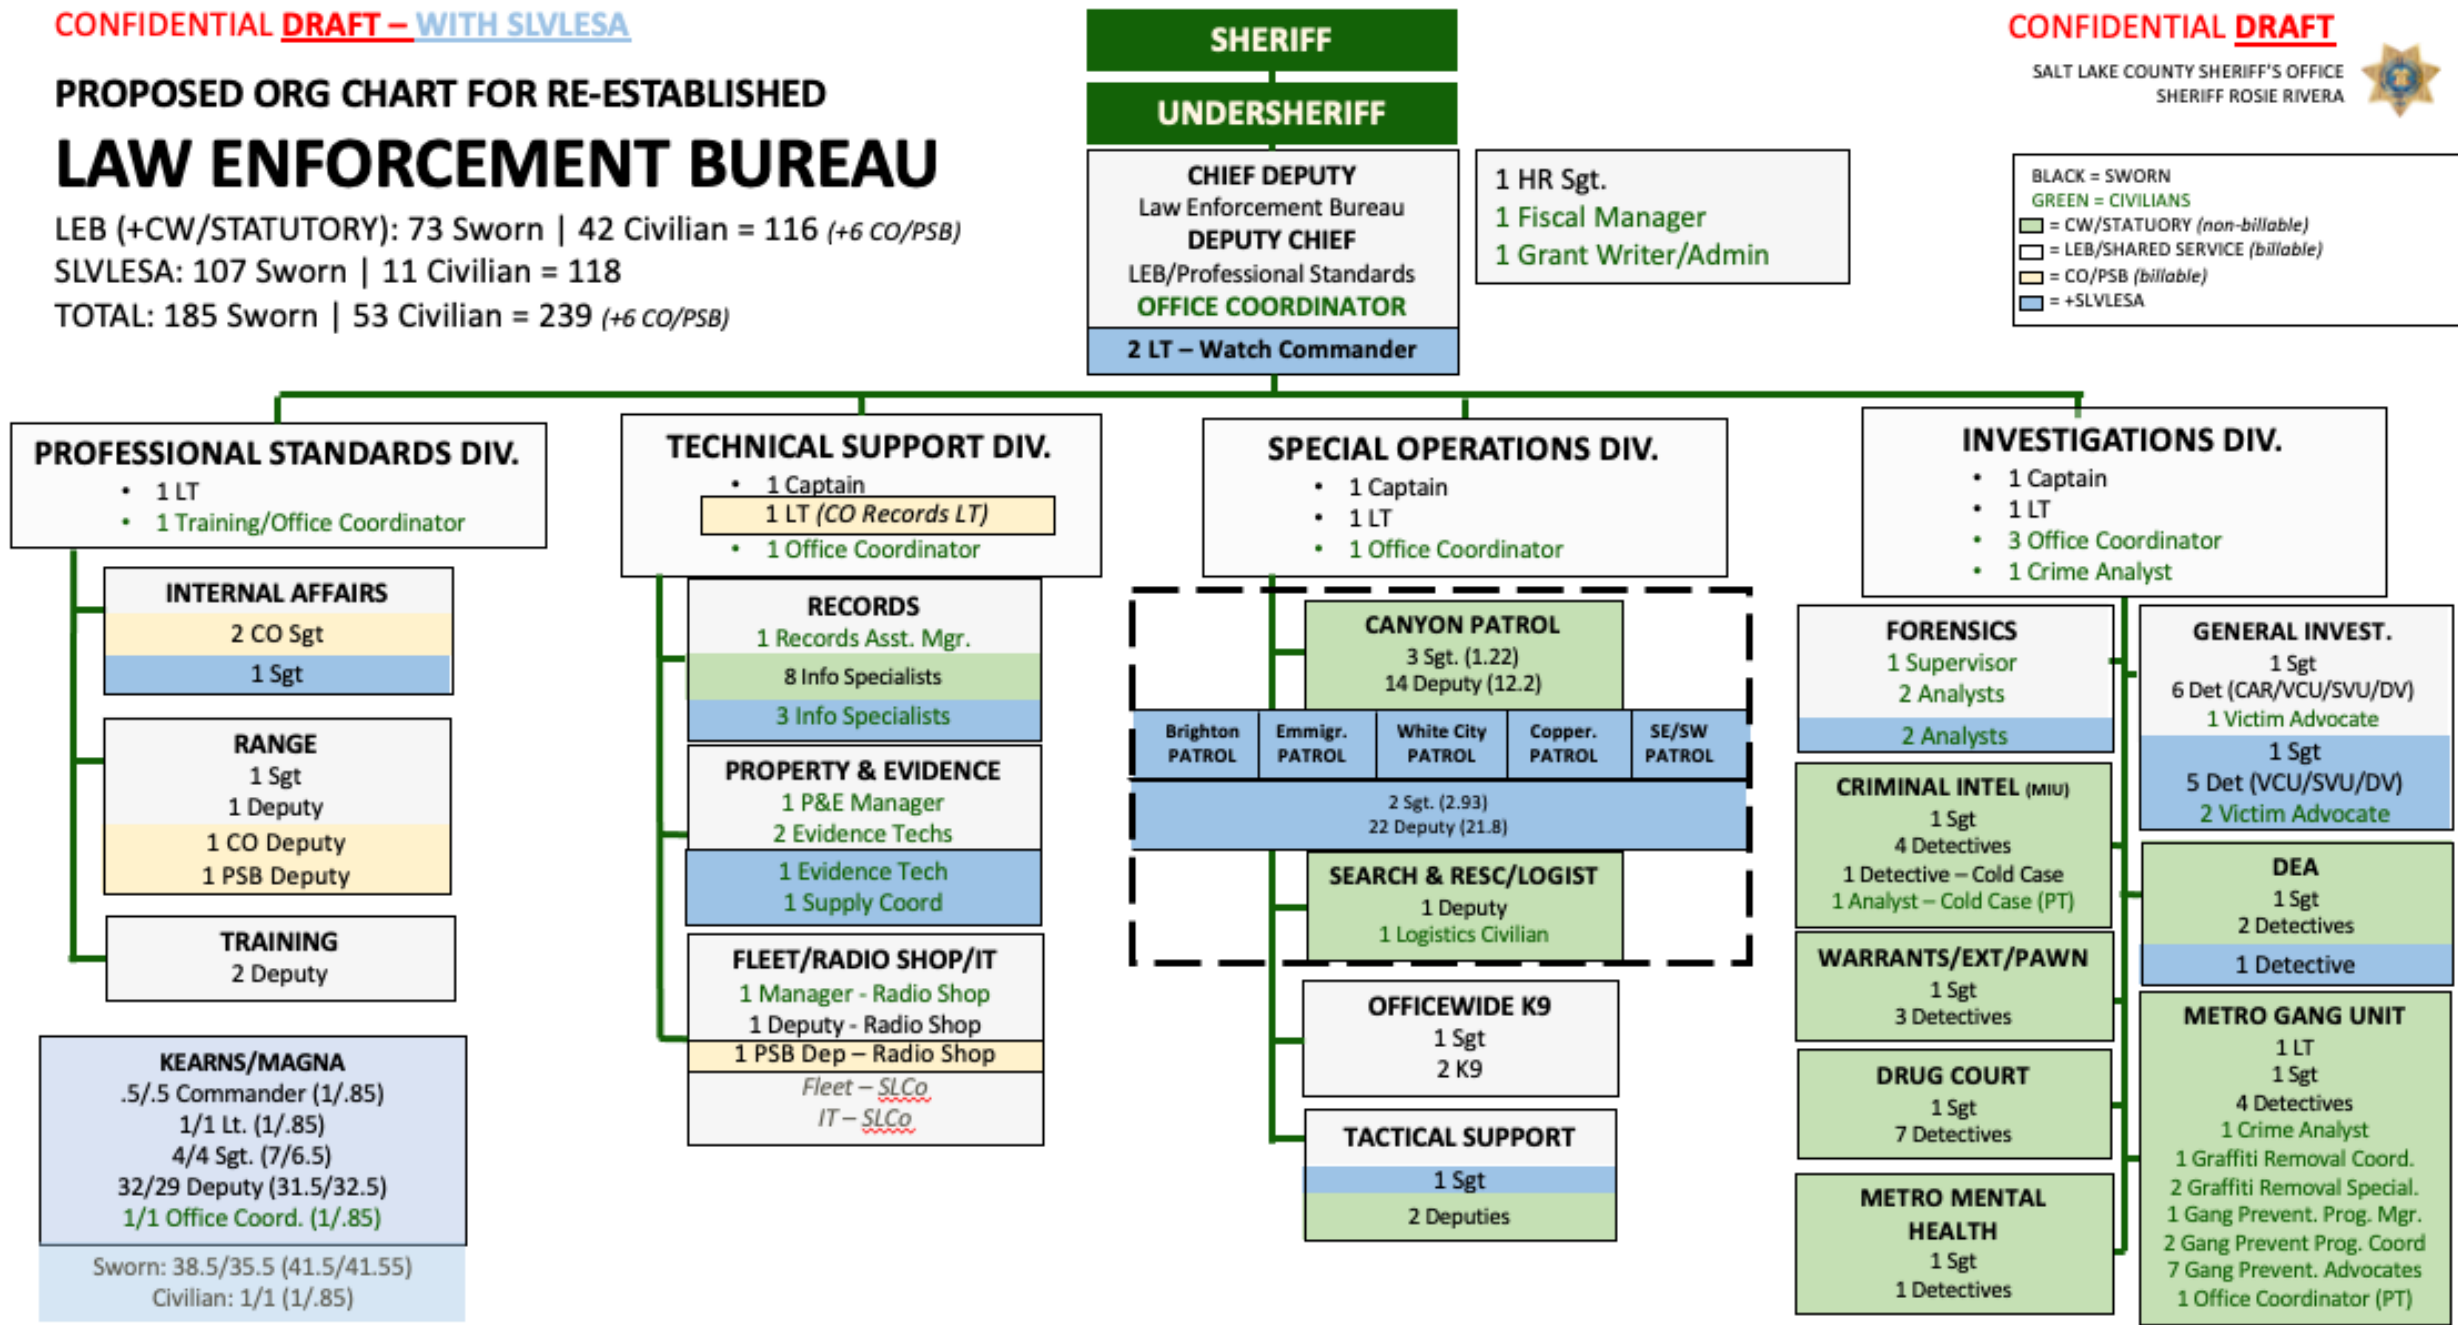 CONFIDENTIAL DRAFT – WITH SLVLESA
PROPOSED ORG CHART FOR RE-ESTABLISHED
LAW ENFORCEMENT BUREAU
LEB (+CW/STATUTORY): 73 Sworn | 42 Civilian = 116 (+6 CO/PSB)
SLVLESA: 107 Sworn | 11 Civilian = 118
TOTAL: 185 Sworn | 53 Civilian = 239 (+6 CO/PSB)
SHERIFF
UNDERSHERIFF
CHIEF DEPUTY
Law Enforcement Bureau
DEPUTY CHIEF
LEB/Professional Standards
OFFICE COORDINATOR
2 LT – Watch Commander
1 HR Sgt.
1 Fiscal Manager
1 Grant Writer/Admin
CONFIDENTIAL DRAFT
SALT LAKE COUNTY SHERIFF'S OFFICE
SHERIFF ROSIE RIVERA
BLACK = SWORN
GREEN = CIVILIANS
= CW/STATUORY (non-billable)
= LEB/SHARED SERVICE (billable)
= CO/PSB (billable)
= +SLVLESA
PROFESSIONAL STANDARDS DIV.
• 1 LT
• 1 Training/Office Coordinator
INTERNAL AFFAIRS
2 CO Sgt
1 Sgt
RANGE
1 Sgt
1 Deputy
1 CO Deputy
1 PSB Deputy
TRAINING
2 Deputy
KEARNS/MAGNA
.5/.5 Commander (1/.85)
1/1 Lt. (1/.85)
4/4 Sgt. (7/6.5)
32/29 Deputy (31.5/32.5)
1/1 Office Coord. (1/.85)
Sworn: 38.5/35.5 (41.5/41.55)
Civilian: 1/1 (1/.85)
TECHNICAL SUPPORT DIV.
• 1 Captain
1 LT (CO Records LT)
• 1 Office Coordinator
RECORDS
1 Records Asst. Mgr.
8 Info Specialists
3 Info Specialists
PROPERTY & EVIDENCE
1 P&E Manager
2 Evidence Techs
1 Evidence Tech
1 Supply Coord
FLEET/RADIO SHOP/IT
1 Manager - Radio Shop
1 Deputy - Radio Shop
1 PSB Dep – Radio Shop
Fleet – SLCo
IT – SLCo
SPECIAL OPERATIONS DIV.
• 1 Captain
• 1 LT
• 1 Office Coordinator
CANYON PATROL
3 Sgt. (1.22)
14 Deputy (12.2)
Brighton PATROL
Emmigr. PATROL
White City PATROL
Copper. PATROL
SE/SW PATROL
2 Sgt. (2.93)
22 Deputy (21.8)
SEARCH & RESC/LOGIST
1 Deputy
1 Logistics Civilian
OFFICEWIDE K9
1 Sgt
2 K9
TACTICAL SUPPORT
1 Sgt
2 Deputies
INVESTIGATIONS DIV.
• 1 Captain
• 1 LT
• 3 Office Coordinator
• 1 Crime Analyst
FORENSICS
1 Supervisor
2 Analysts
2 Analysts
CRIMINAL INTEL (MIU)
1 Sgt
4 Detectives
1 Detective – Cold Case
1 Analyst – Cold Case (PT)
WARRANTS/EXT/PAWN
1 Sgt
3 Detectives
DRUG COURT
1 Sgt
7 Detectives
METRO MENTAL
HEALTH
1 Sgt
1 Detectives
GENERAL INVEST.
1 Sgt
6 Det (CAR/VCU/SVU/DV)
1 Victim Advocate
1 Sgt
5 Det (VCU/SVU/DV)
2 Victim Advocate
DEA
1 Sgt
2 Detectives
1 Detective
METRO GANG UNIT
1 LT
1 Sgt
4 Detectives
1 Crime Analyst
1 Graffiti Removal Coord.
2 Graffiti Removal Special.
1 Gang Prevent. Prog. Mgr.
2 Gang Prevent Prog. Coord
7 Gang Prevent. Advocates
1 Office Coordinator (PT)